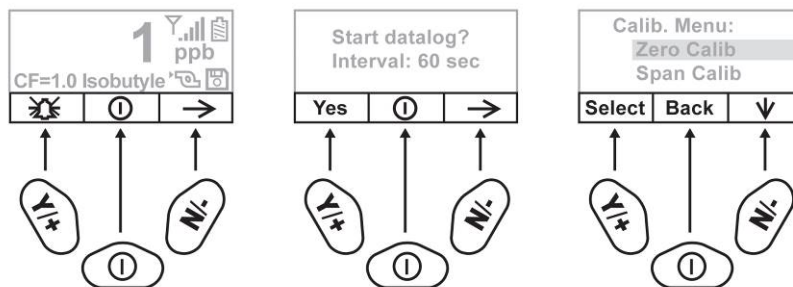 1
ppb
CF=1.0 Isobutyle
Y/+
N/-
Start datalog?
Interval: 60 sec
Yes
Y/+
N/-
Calib. Menu:
Zero Calib
Span Calib
Select Back
Y/+
N/-